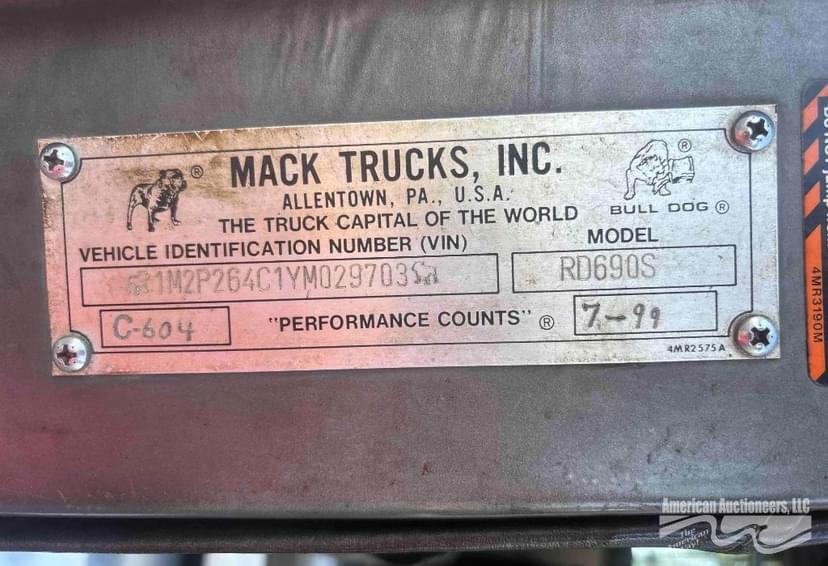 MACK TRUCKS, INC.
ALLENTOWN, PA., U.S.A.
THE TRUCK CAPITAL OF THE WORLD
BULL DOG ®
VEHICLE IDENTIFICATION NUMBER (VIN)
MODEL
1M2P264C1YM029703
RD690S
C-604
"PERFORMANCE COUNTS" ®
7-99
4MR2575A
4MR3190M
American Auctioneers, LLC